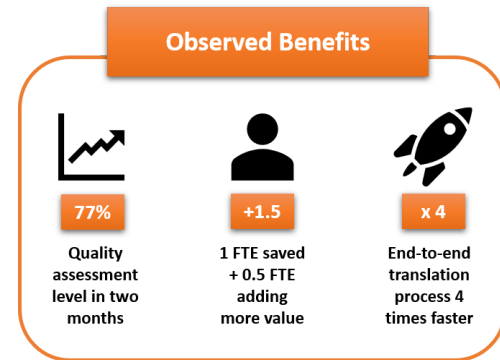 Observed Benefits
77%
Quality
assessment
level in two
months
+1.5
1 FTE saved
+ 0.5 FTE
adding
more value
x 4
End-to-end
translation
process 4
times faster